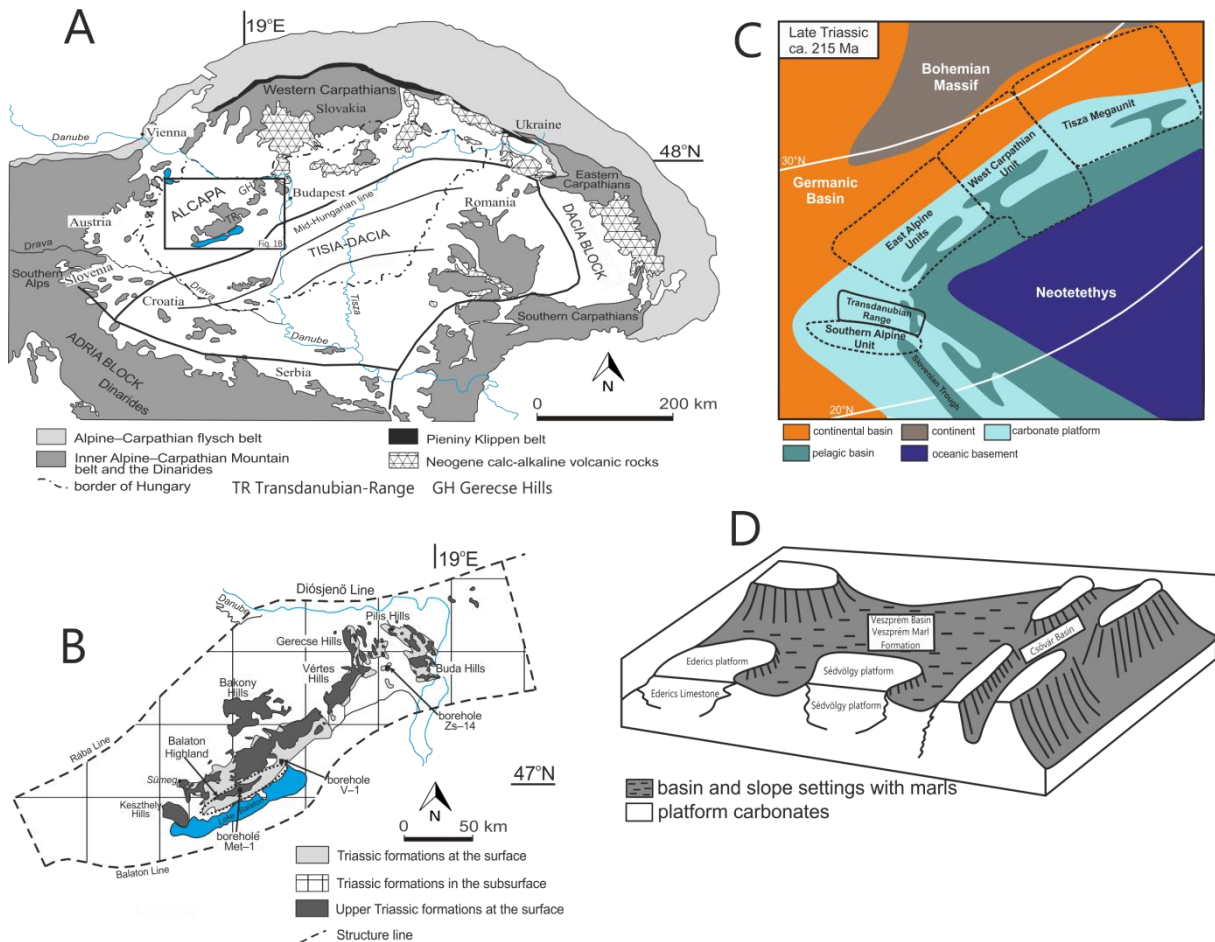 A
19°E
Western Carpathians
Slovakia
Vienna
Danube
Ukraine
48°N
Eastern
Carpathians
Budapest
ALCAPA
GH
TR
Fig. 1B
Mid-Hungarian line
Romania
DACIA BLOCK
Austria
TISIA-DACIA
Drava
Southern
Alps
Slovenia
Croatia
Drava
Tisza
Danube
Southern Carpathians
ADRIA BLOCK
Dinarides
Serbia
N
0
200 km
Alpine–Carpathian flysch belt
Inner Alpine–Carpathian Mountain
belt and the Dinarides
border of Hungary
Pieniny Klippen belt
Neogene calc-alkaline volcanic rocks
TR Transdanubian-Range GH Gerecse Hills
C
Late Triassic
ca. 215 Ma
Bohemian
Massif
Tisza Megaunit
30°N
West Carpathian
Unit
Germanic
Basin
East Alpine
Units
Neotetethys
Transdanubian
Range
Southern Alpine
Unit
Slovenian Trough
20°N
continental basin
continent
carbonate platform
pelagic basin
oceanic basement
B
19°E
Diósjenő Line
Danube
Pilis Hills
Gerecse Hills
Vértes
Hills
Buda Hills
Bakony
Hills
borehole
Zs–14
Rába Line
Balaton
Highland
Sümeg
borehole
V–1
47°N
Keszthely
Hills
Lake Balaton
borehole
Met–1
Balaton Line
N
0
50 km
Triassic formations at the surface
Triassic formations in the subsurface
Upper Triassic formations at the surface
Structure line
D
Veszprém Basin
Veszprém Marl
Formation
Csővár Basin
Ederics platform
Sédvölgy platform
Ederics Limestone
Sédvölgy platform
basin and slope settings with marls
platform carbonates